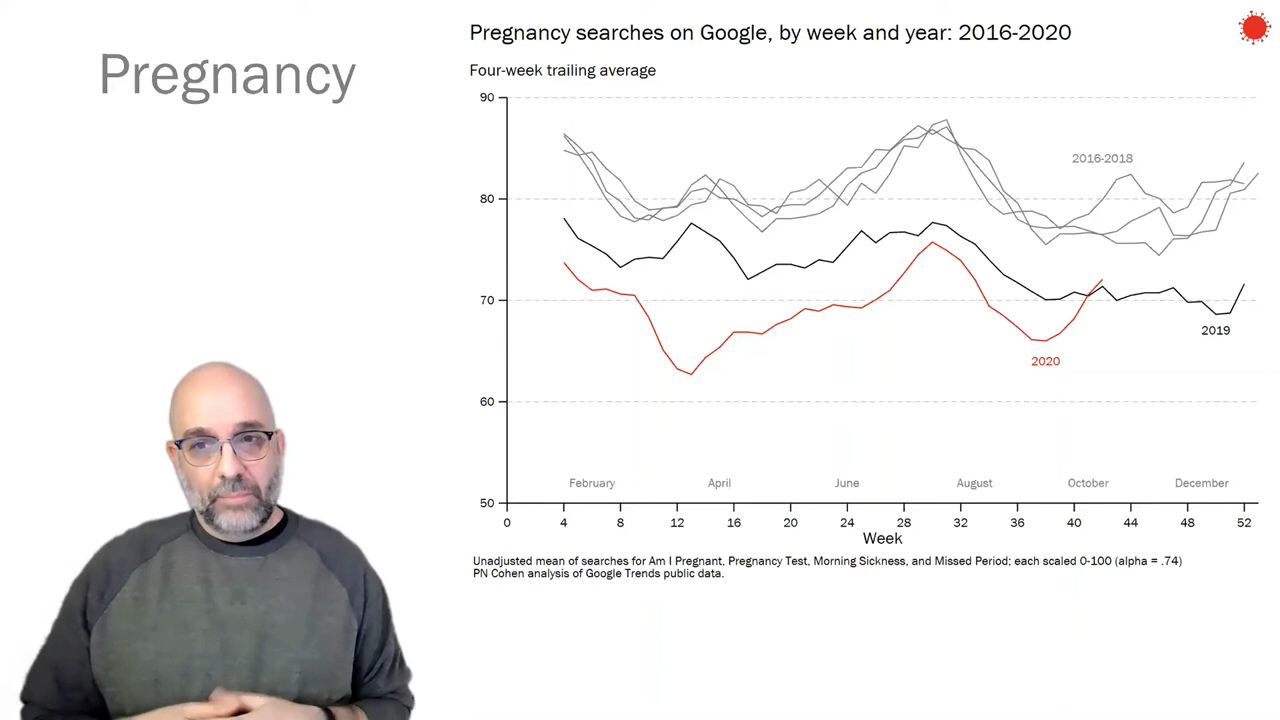 Pregnancy
Pregnancy searches on Google, by week and year: 2016-2020
Four-week trailing average
90
80
70
60
50
2016-2018
2019
2020
February April June August October December
0 4 8 12 16 20 24 28 32 36 40 44 48 52
Week
Unadjusted mean of searches for Am I Pregnant, Pregnancy Test, Morning Sickness, and Missed Period; each scaled 0-100 (alpha = .74)
PN Cohen analysis of Google Trends public data.